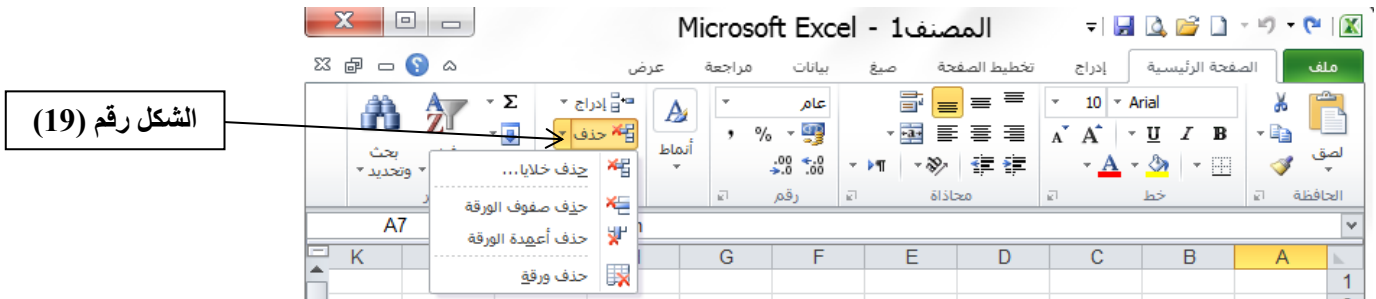 المصنف1 - Microsoft Excel
ملف الصفحة الرئيسية إدراج تخطيط الصفحة صيغ بيانات مراجعة عرض
الشكل رقم (19)
لصق
الحافظة
Arial 10
B I U
A A A
خط
محاذاة
عام
%
رقم
أنماط
إدراج
حذف
Σ
بحث وتحديد
حذف خلايا...
حذف صفوف الورقة
حذف أعمدة الورقة
حذف ورقة
A7
A B C D E F G K
1